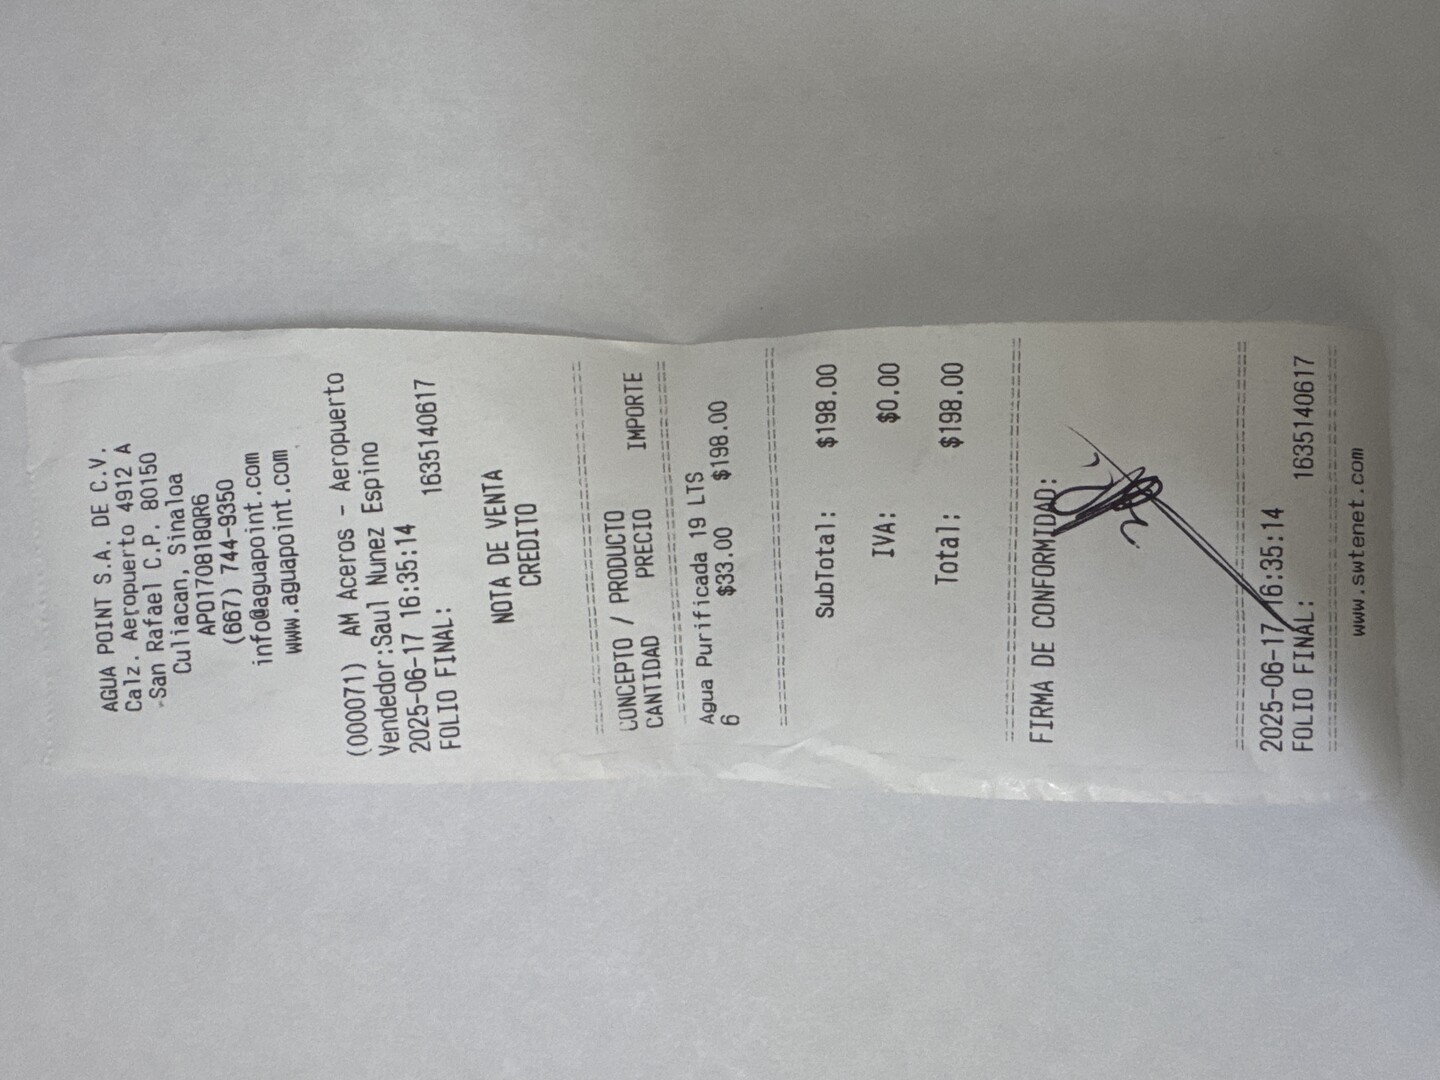 AGUA POINT S.A. DE C.V.
Calz. Aeropuerto 4912 A
San Rafael C.P. 80150
Culiacan, Sinaloa
APO170818QR6
(667) 744-9350
info@aguapoint.com
www.aguapoint.com
(000071) AM Aceros - Aeropuerto
Vendedor:Saul Nunez Espino
2025-06-17 16:35:14
FOLIO FINAL: 1635140617
NOTA DE VENTA
CREDITO
CONCEPTO / PRODUCTO
CANTIDAD PRECIO IMPORTE
Agua Purificada 19 LTS
6 $33.00 $198.00
SubTotal: $198.00
IVA: $0.00
Total: $198.00
FIRMA DE CONFORMIDAD:
2025-06-17 16:35:14
FOLIO FINAL: 1635140617
www.swtenet.com